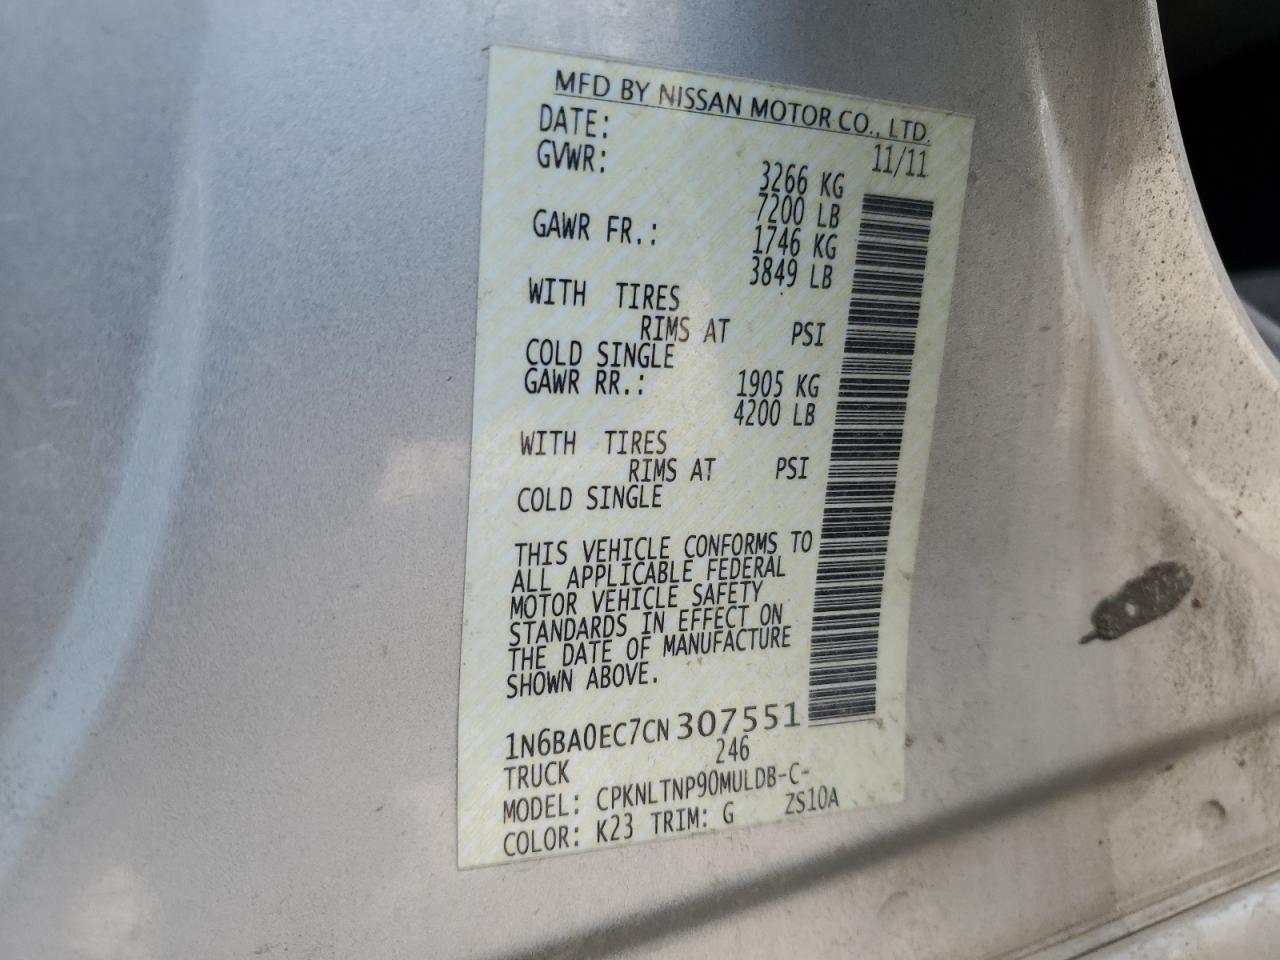 MFD BY NISSAN MOTOR CO., LTD.
DATE: 11/11
GVWR: 3266 KG
7200 LB
GAWR FR.: 1746 KG
3849 LB
WITH TIRES
RIMS AT PSI
COLD SINGLE
GAWR RR.: 1905 KG
4200 LB
WITH TIRES
RIMS AT PSI
COLD SINGLE
THIS VEHICLE CONFORMS TO
ALL APPLICABLE FEDERAL
MOTOR VEHICLE SAFETY
STANDARDS IN EFFECT ON
THE DATE OF MANUFACTURE
SHOWN ABOVE.
1N6BA0EC7CN307551
TRUCK 246
MODEL: CPKNLTNP90MULDB-C-
COLOR: K23 TRIM: G ZS10A